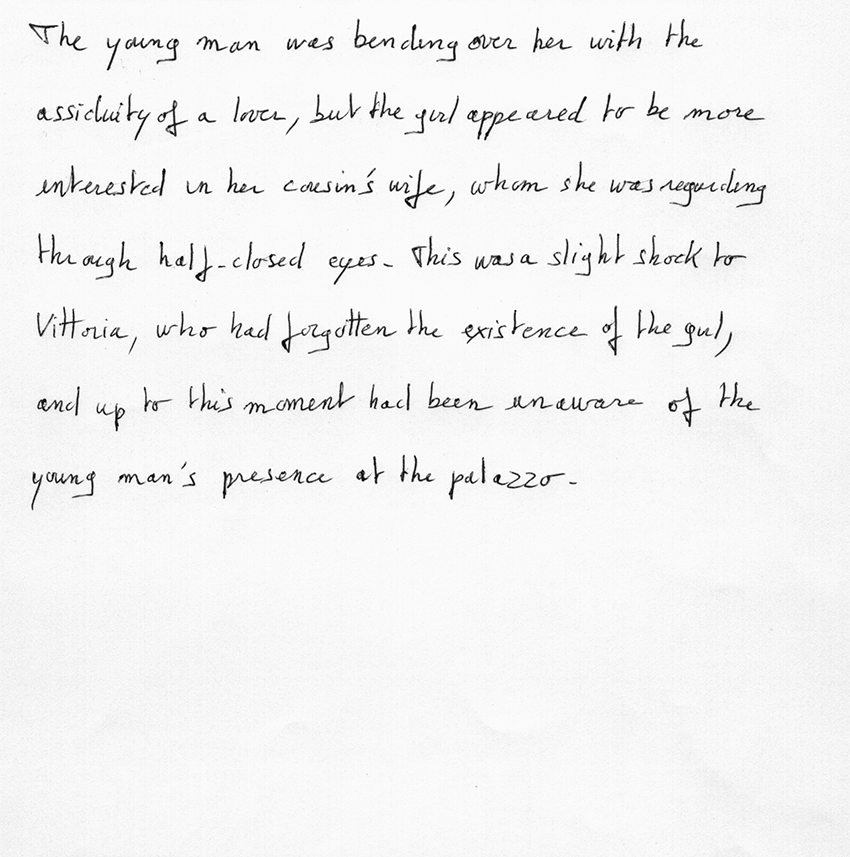 The young man was bending over her with the
assiduity of a lover, but the girl appeared to be more
interested in her cousin's wife, whom she was regarding
through half-closed eyes. This was a slight shock to
Vittoria, who had forgotten the existence of the girl,
and up to this moment had been unaware of the
young man's presence at the palazzo.